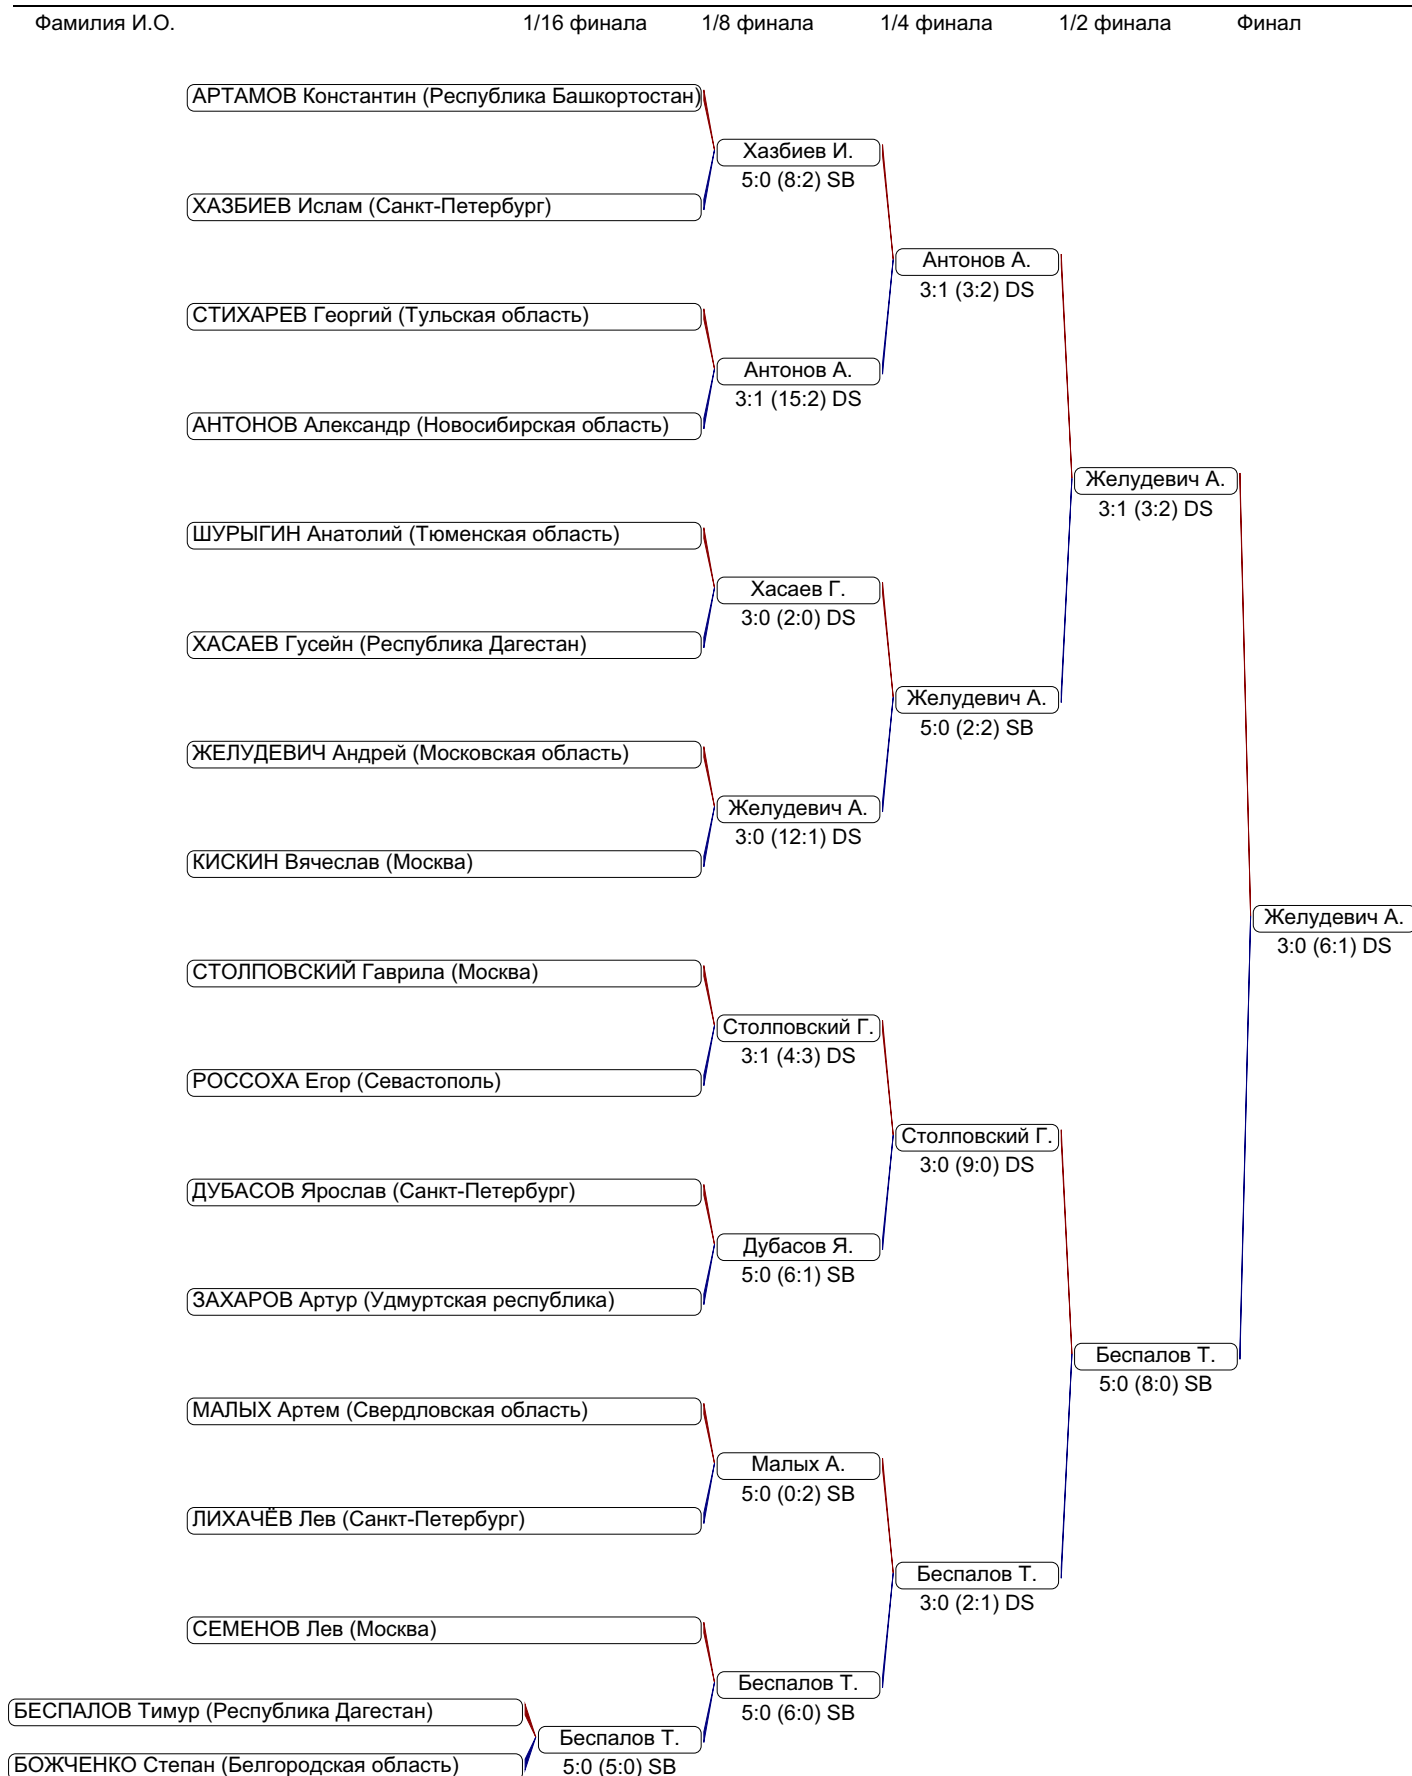 Фамилия И.О. 1/16 финала 1/8 финала 1/4 финала 1/2 финала Финал
АРТАМОВ Константин (Республика Башкортостан)
Хазбиев И.
5:0 (8:2) SB
ХАЗБИЕВ Ислам (Санкт-Петербург)
Антонов А.
3:1 (3:2) DS
СТИХАРЕВ Георгий (Тульская область)
Антонов А.
3:1 (15:2) DS
АНТОНОВ Александр (Новосибирская область)
Желудевич А.
3:1 (3:2) DS
ШУРЫГИН Анатолий (Тюменская область)
Хасаев Г.
3:0 (2:0) DS
ХАСАЕВ Гусейн (Республика Дагестан)
Желудевич А.
5:0 (2:2) SB
ЖЕЛУДЕВИЧ Андрей (Московская область)
Желудевич А.
3:0 (12:1) DS
КИСКИН Вячеслав (Москва)
Желудевич А.
3:0 (6:1) DS
СТОЛПОВСКИЙ Гаврила (Москва)
Столповский Г.
3:1 (4:3) DS
РОССОХА Егор (Севастополь)
Столповский Г.
3:0 (9:0) DS
ДУБАСОВ Ярослав (Санкт-Петербург)
Дубасов Я.
5:0 (6:1) SB
ЗАХАРОВ Артур (Удмуртская республика)
Беспалов Т.
5:0 (8:0) SB
МАЛЫХ Артем (Свердловская область)
Малых А.
5:0 (0:2) SB
ЛИХАЧЁВ Лев (Санкт-Петербург)
Беспалов Т.
3:0 (2:1) DS
СЕМЕНОВ Лев (Москва)
Беспалов Т.
5:0 (6:0) SB
БЕСПАЛОВ Тимур (Республика Дагестан)
Беспалов Т.
5:0 (5:0) SB
БОЖЧЕНКО Степан (Белгородская область)